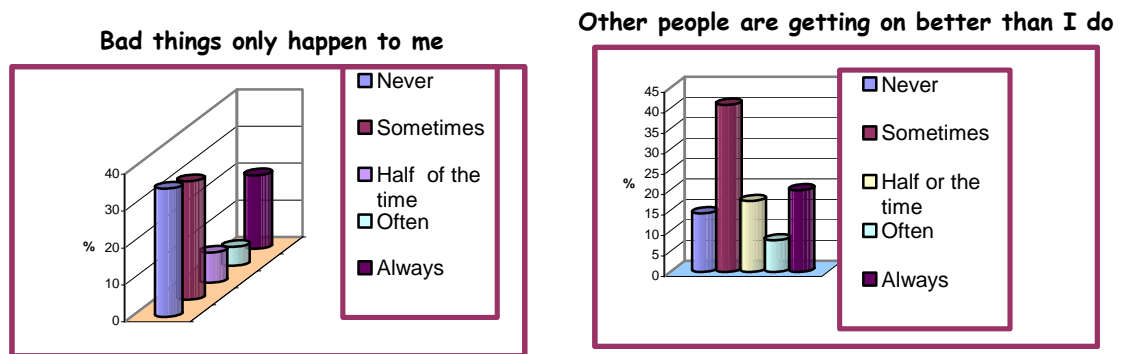 Bad things only happen to me
%
40
30
20
10
0
Never
Sometimes
Half of the
time
Often
Always
Other people are getting on better than I do
%
45
40
35
30
25
20
15
10
5
0
Never
Sometimes
Half or the
time
Often
Always